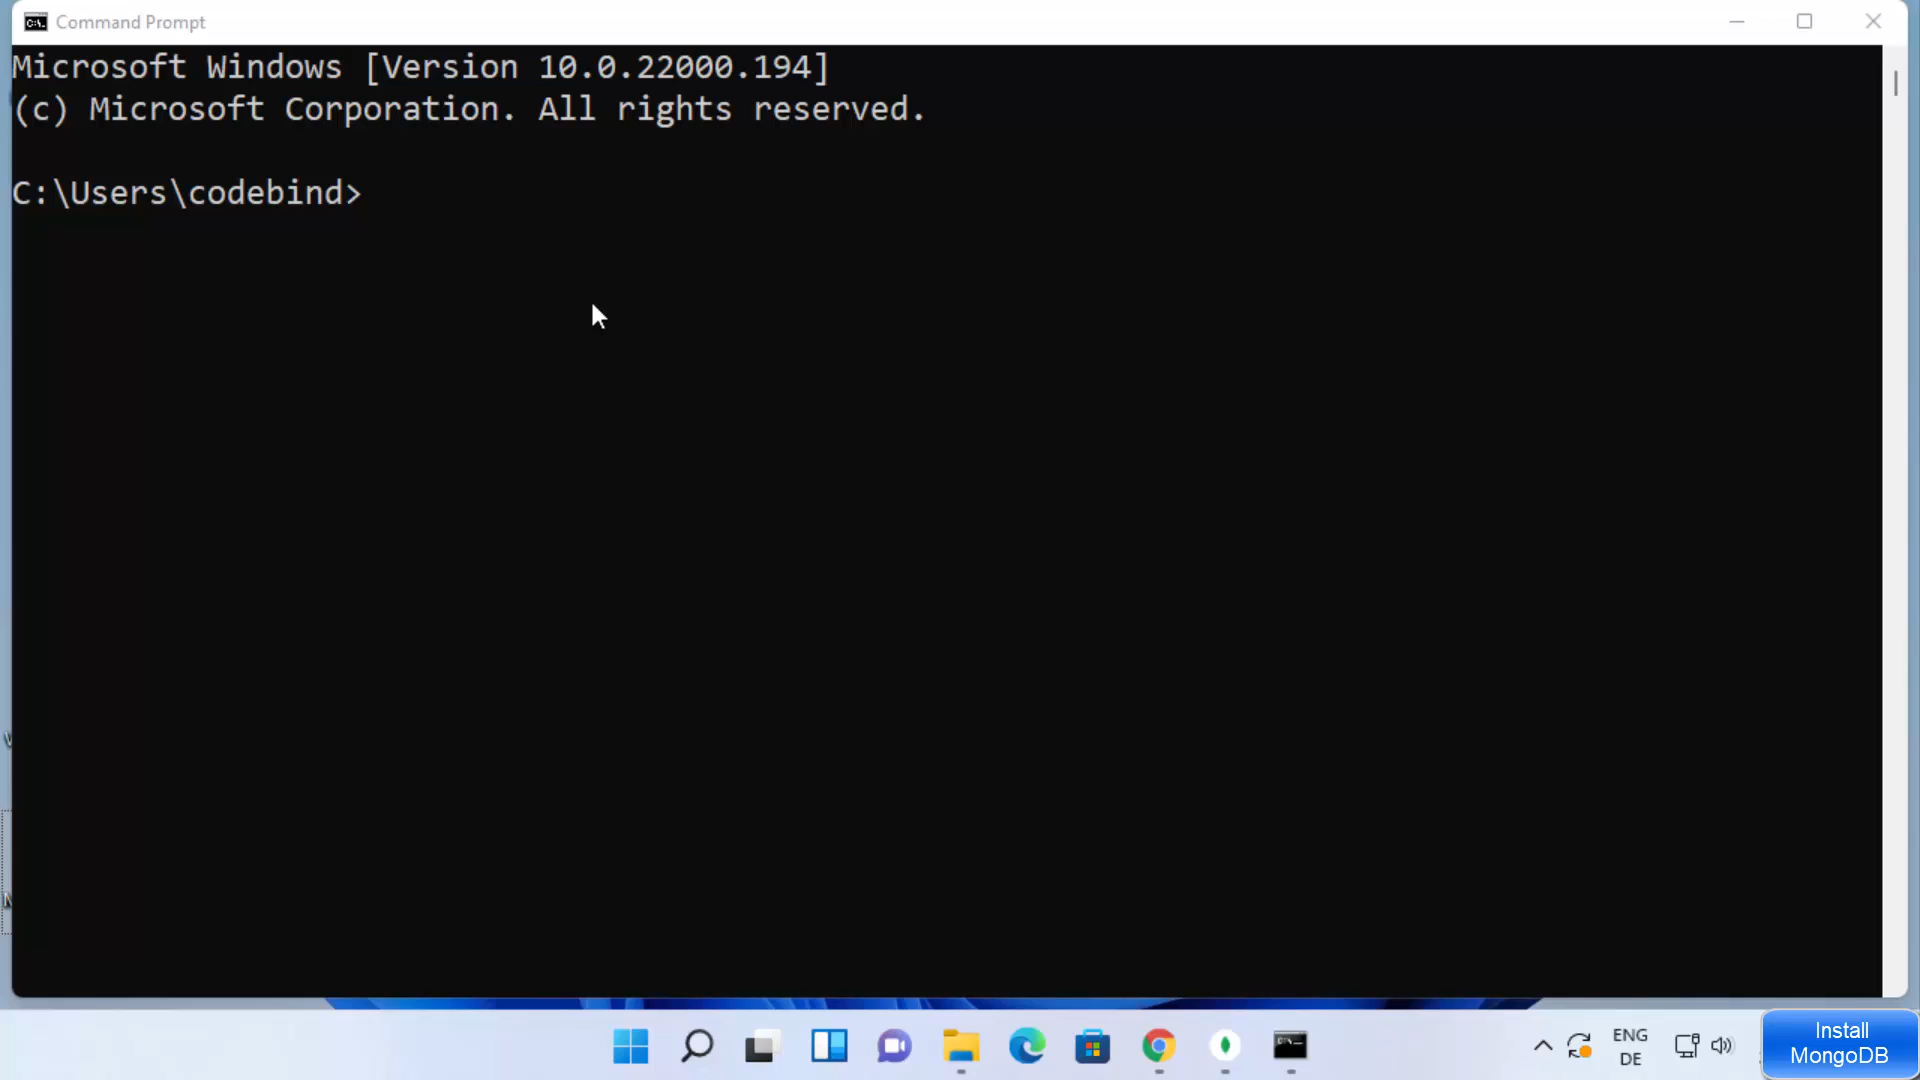 Command Prompt
Microsoft Windows [Version 10.0.22000.194]
(c) Microsoft Corporation. All rights reserved.
C:\Users\codebind>
ENG
DE
Install
MongoDB